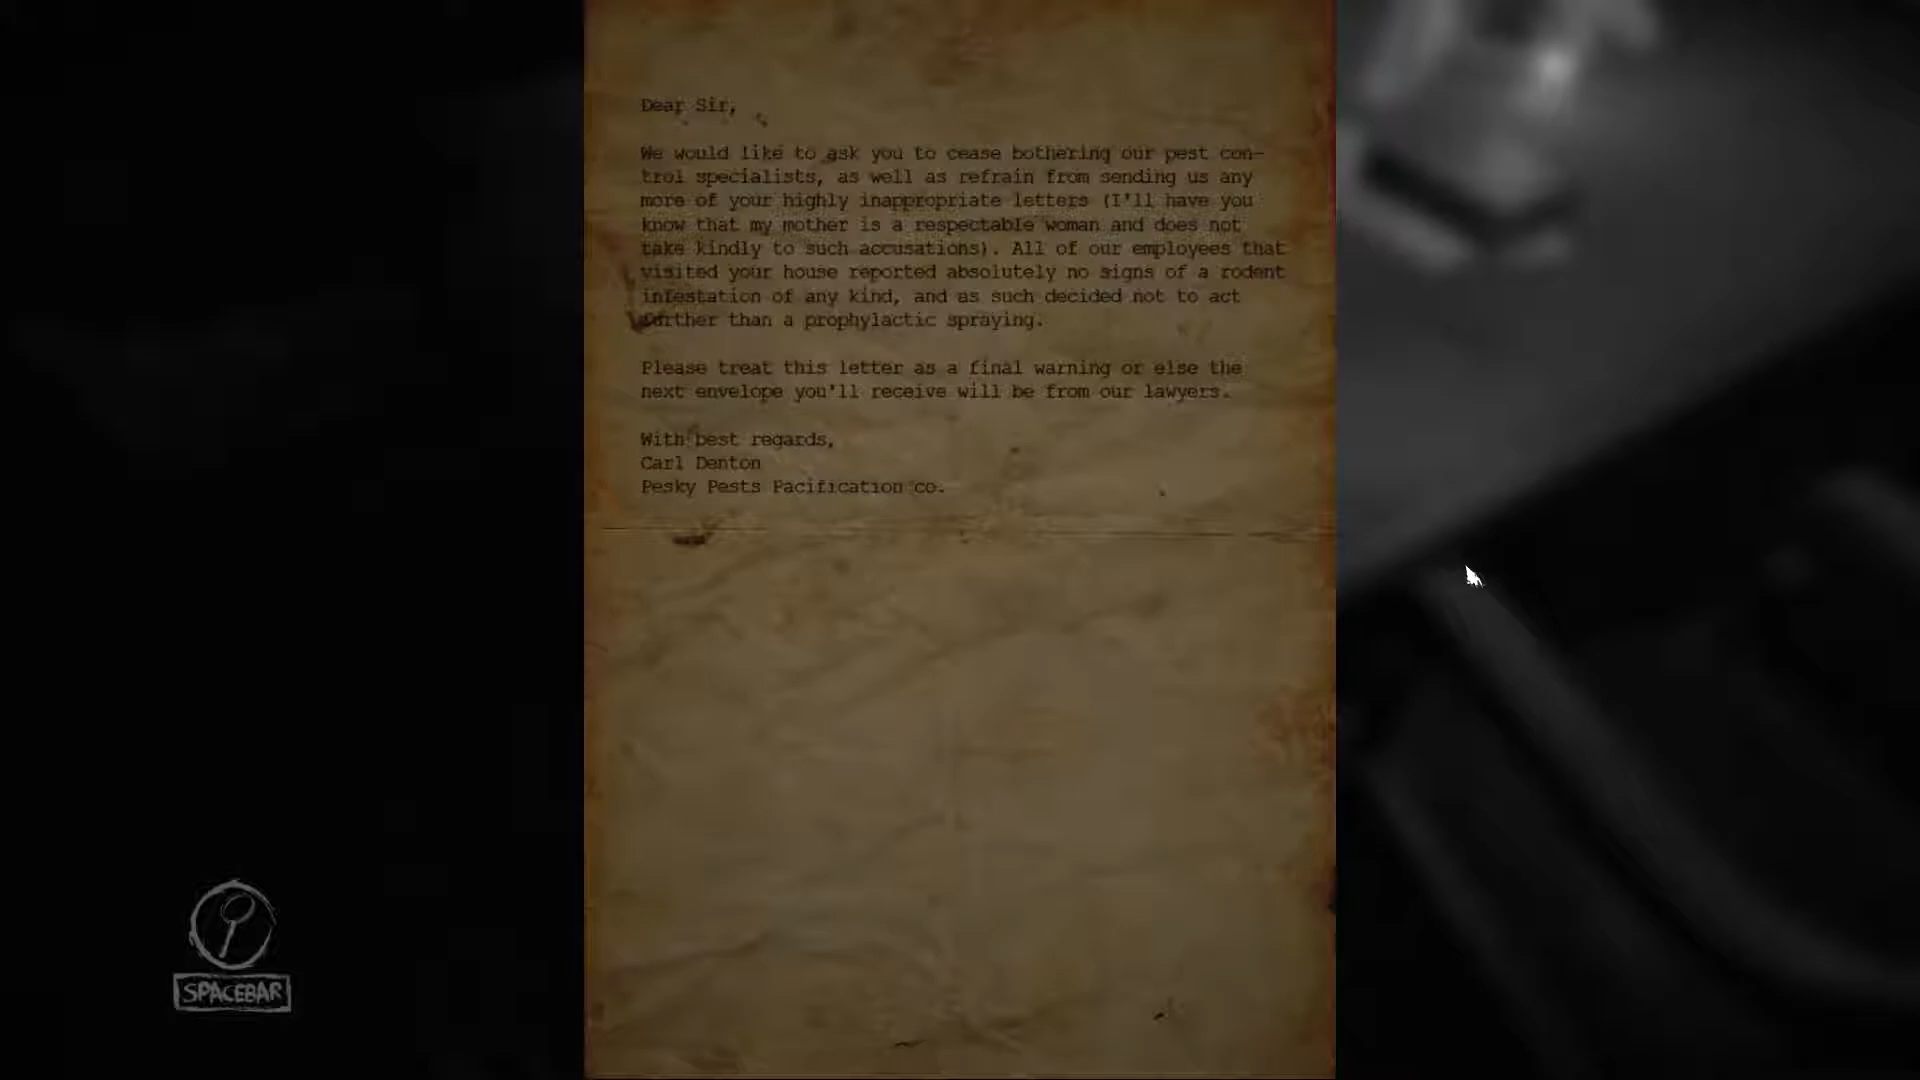 Dear Sir,
We would like to ask you to cease bothering our pest con-
trol specialists, as well as refrain from sending us any
more of your highly inappropriate letters (I'll have you
know that my mother is a respectable woman and does not
take kindly to such accusations). All of our employees that
visited your house reported absolutely no signs of a rodent
infestation of any kind, and as such decided not to act
farther than a prophylactic spraying.
Please treat this letter as a final warning or else the
next envelope you'll receive will be from our lawyers.
With best regards,
Carl Denton
Pesky Pests Pacification co.
SPACEBAR